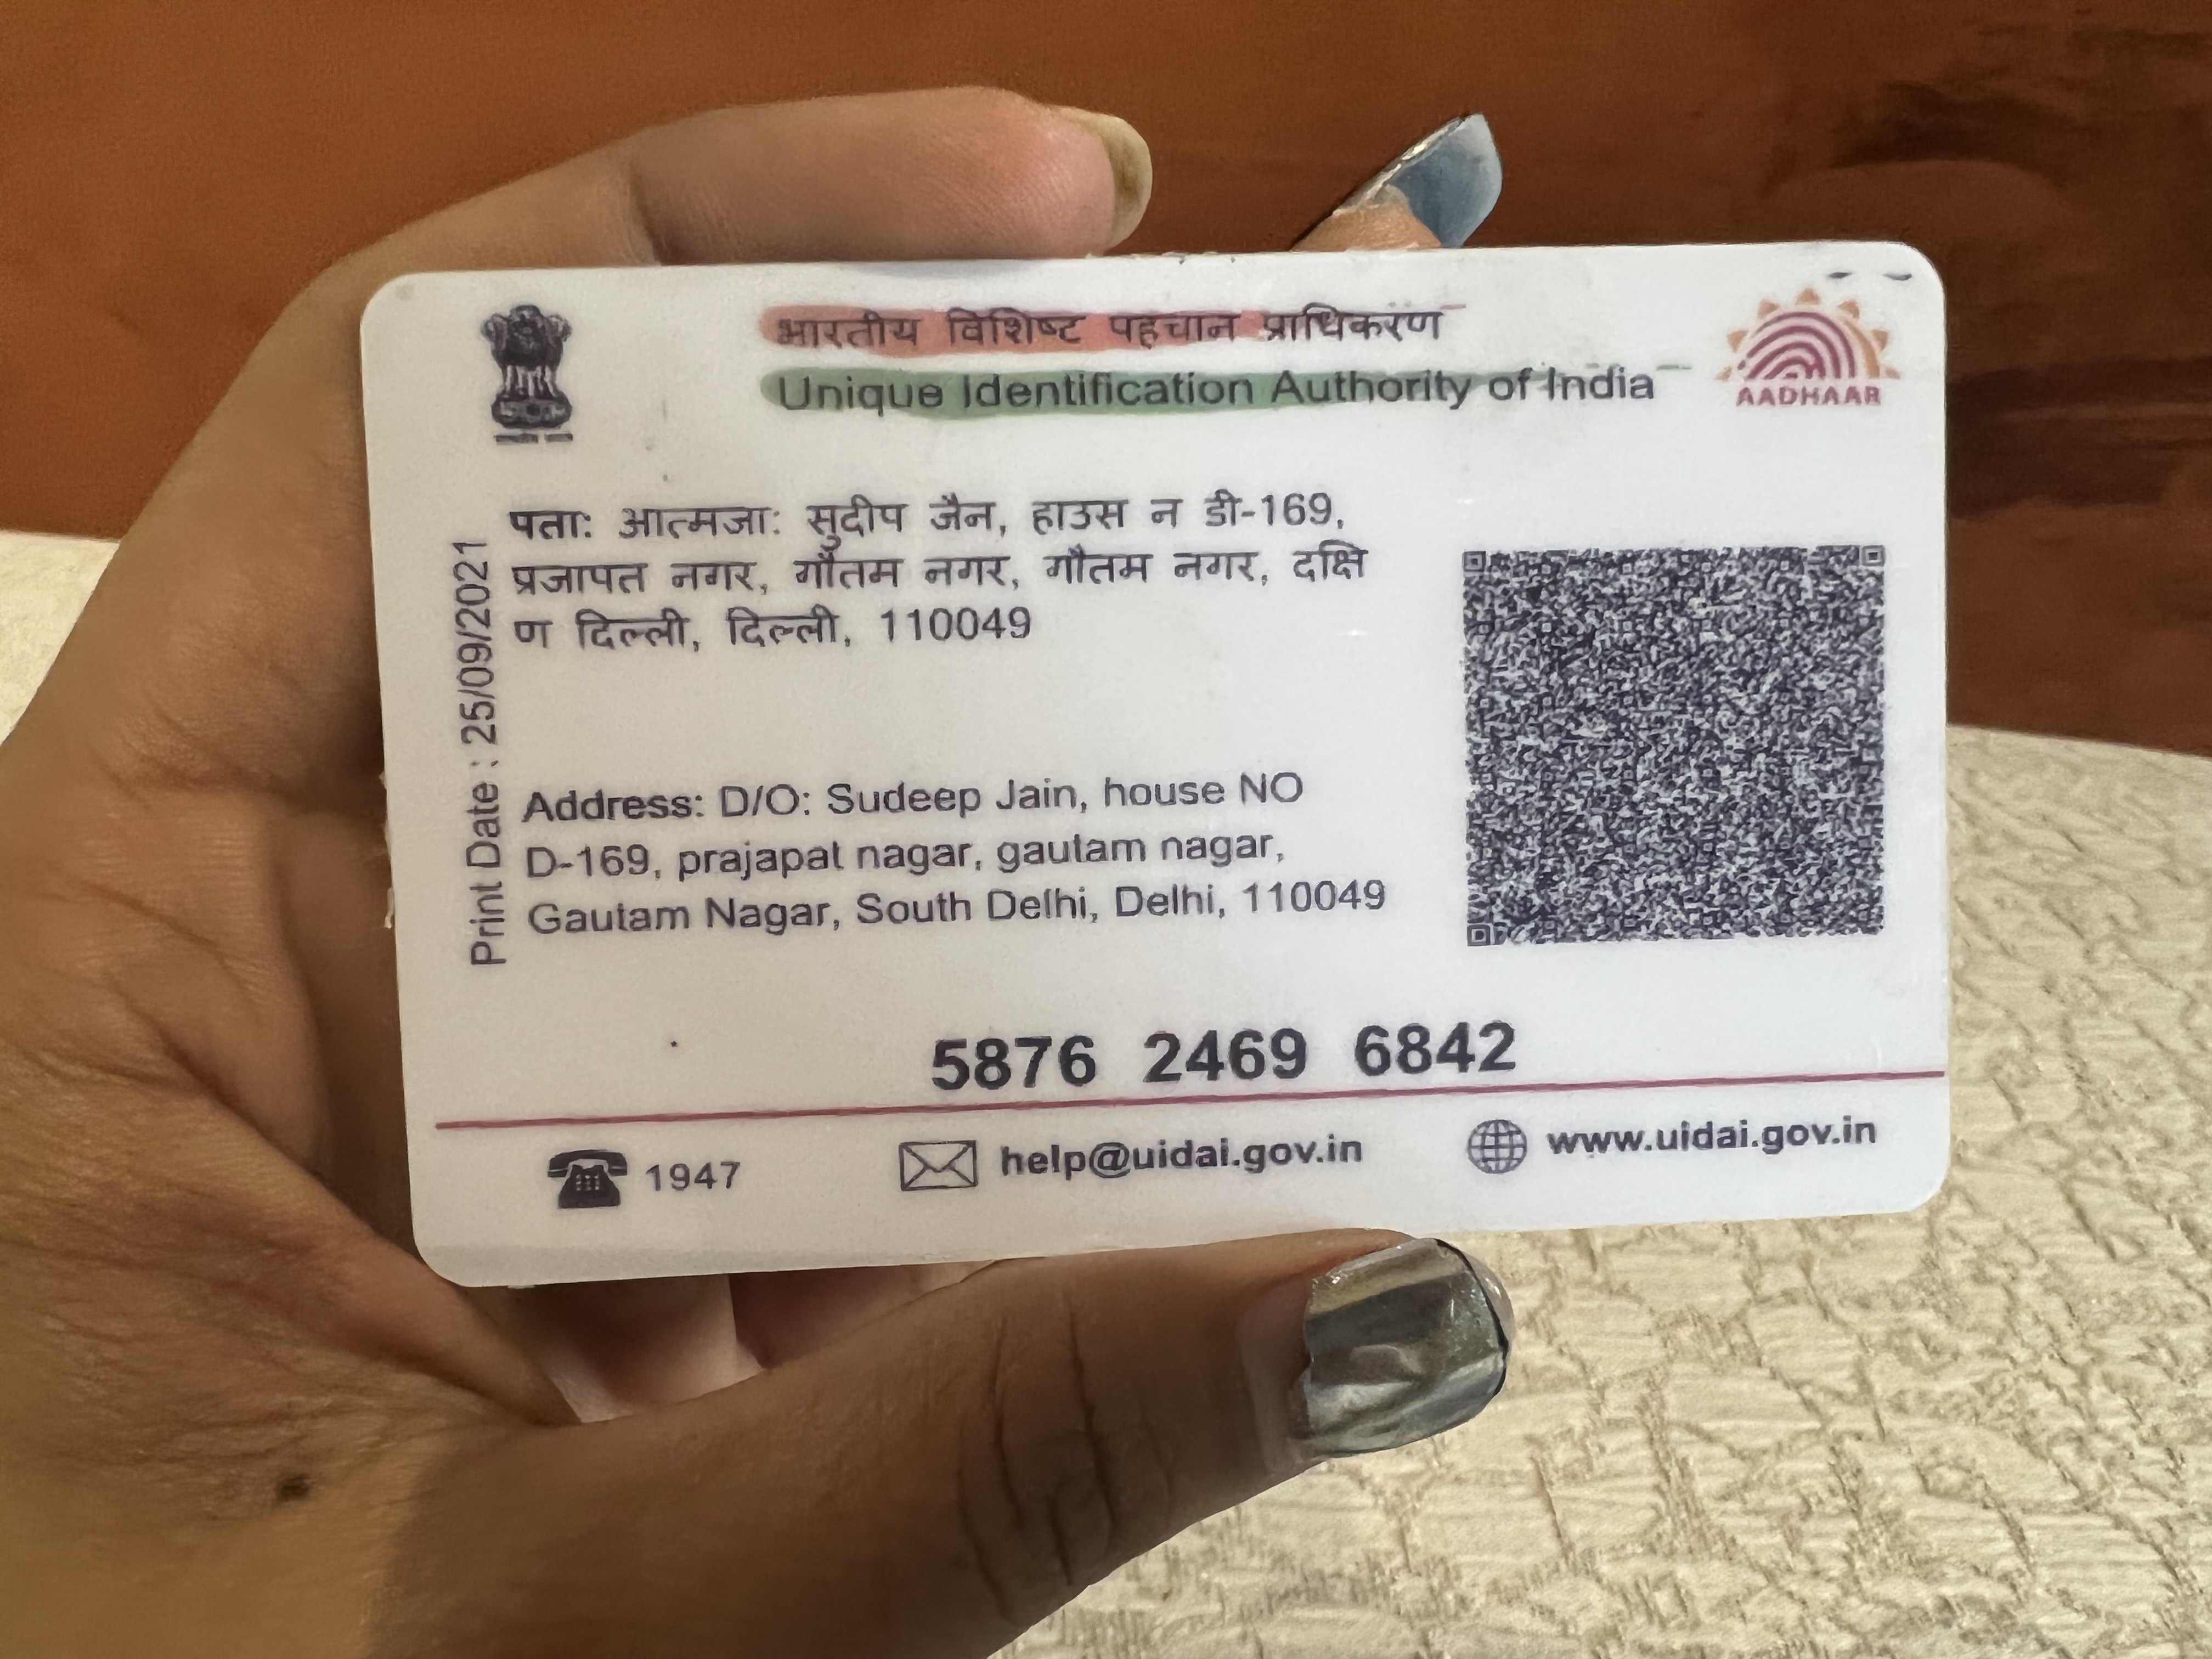 भारतीय विशिष्ट पहचान प्राधिकरण
Unique Identification Authority of India
AADHAAR
Print Date : 25/09/2021
पता: आत्मजा: सुदीप जैन, हाउस न डी-169,
प्रजापत नगर, गौतम नगर, गौतम नगर, दक्षि
ण दिल्ली, दिल्ली, 110049
Address: D/O: Sudeep Jain, house NO
D-169, prajapat nagar, gautam nagar,
Gautam Nagar, South Delhi, Delhi, 110049
5876 2469 6842
1947 help@uidai.gov.in www.uidai.gov.in